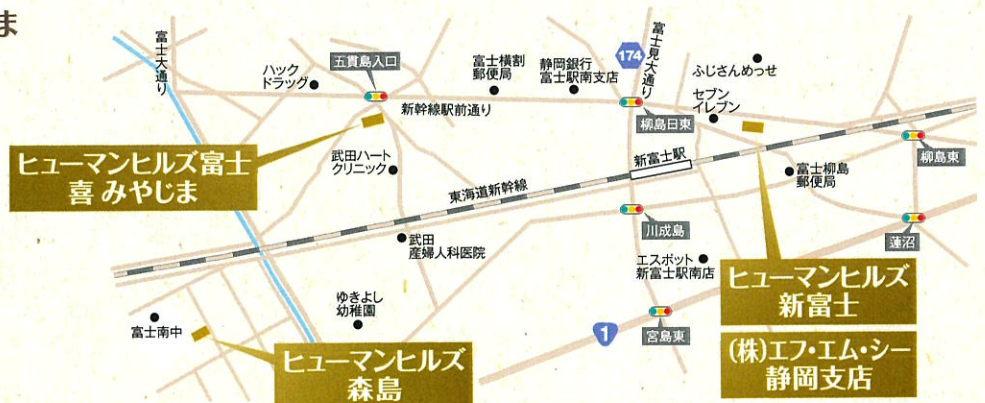 ま
富士大通り
ハック
ドラッグ
五貫島入口
富士横割
郵便局
静岡銀行
富士駅南支店
174
富士見大通り
ふじさんめっせ
セブン
イレブン
新幹線駅前通り
柳島日東
ヒューマンヒルズ富士
喜 みやじま
武田ハート
クリニック
東海道新幹線
新富士駅
富士柳島
郵便局
柳島東
武田
産婦人科医院
川成島
蓮沼
エスポット
新富士駅南店
ヒューマンヒルズ
新富士
ゆきよし
幼稚園
富士南中
1
宮島東
(株)エフ・エム・シー
静岡支店
ヒューマンヒルズ
森島